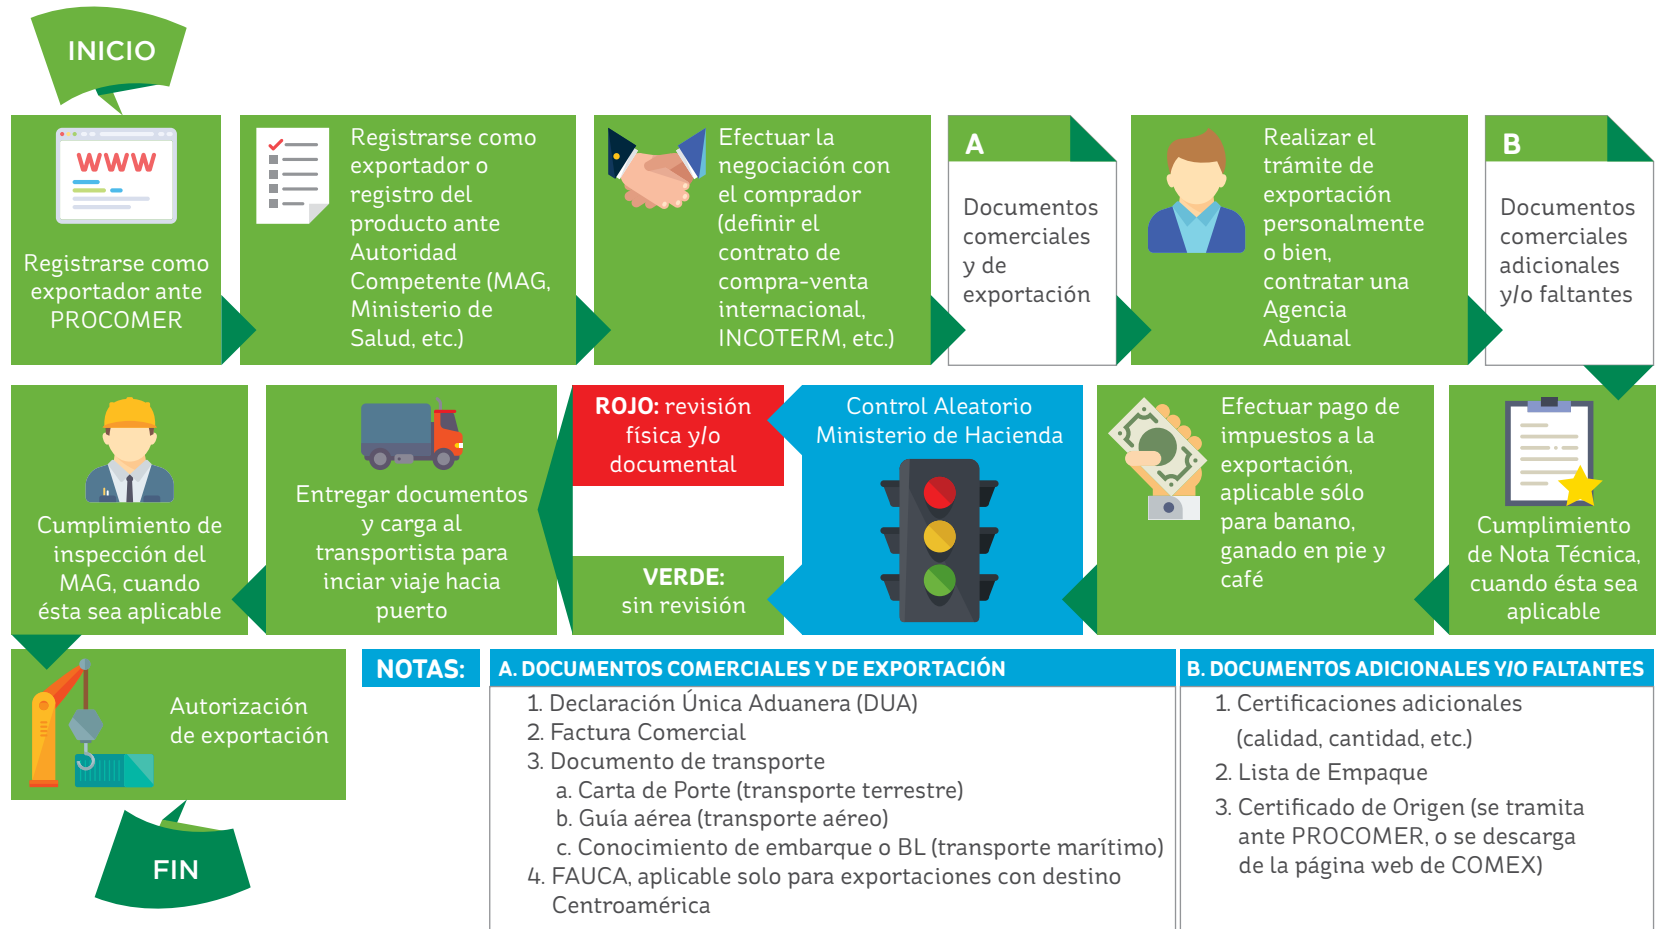 INICIO
WWW
Registrarse como
exportador ante
PROCOMER
Registrarse como
exportador o
registro del
producto ante
Autoridad
Competente (MAG,
Ministerio de
Salud, etc.)
Efectuar la
negociación con
el comprador
(definir el
contrato de
compra-venta
internacional,
INCOTERM, etc.)
A
Documentos
comerciales
y de
exportación
Realizar el
trámite de
exportación
personalmente
o bien,
contratar una
Agencia
Aduanal
B
Documentos
comerciales
adicionales
y/o faltantes
Cumplimiento
de Nota Técnica,
cuando ésta sea
aplicable
Efectuar pago de
impuestos a la
exportación,
aplicable sólo
para banano,
ganado en pie y
café
Control Aleatorio
Ministerio de Hacienda
ROJO: revisión
física y/o
documental
VERDE:
sin revisión
Entregar documentos
y carga al
transportista para
inciar viaje hacia
puerto
Cumplimiento de
inspección del
MAG, cuando
ésta sea aplicable
Autorización
de exportación
FIN
NOTAS:
A. DOCUMENTOS COMERCIALES Y DE EXPORTACIÓN
1. Declaración Única Aduanera (DUA)
2. Factura Comercial
3. Documento de transporte
a. Carta de Porte (transporte terrestre)
b. Guía aérea (transporte aéreo)
c. Conocimiento de embarque o BL (transporte marítimo)
4. FAUCA, aplicable solo para exportaciones con destino
Centroamérica
B. DOCUMENTOS ADICIONALES Y/O FALTANTES
1. Certificaciones adicionales
(calidad, cantidad, etc.)
2. Lista de Empaque
3. Certificado de Origen (se tramita
ante PROCOMER, o se descarga
de la página web de COMEX)